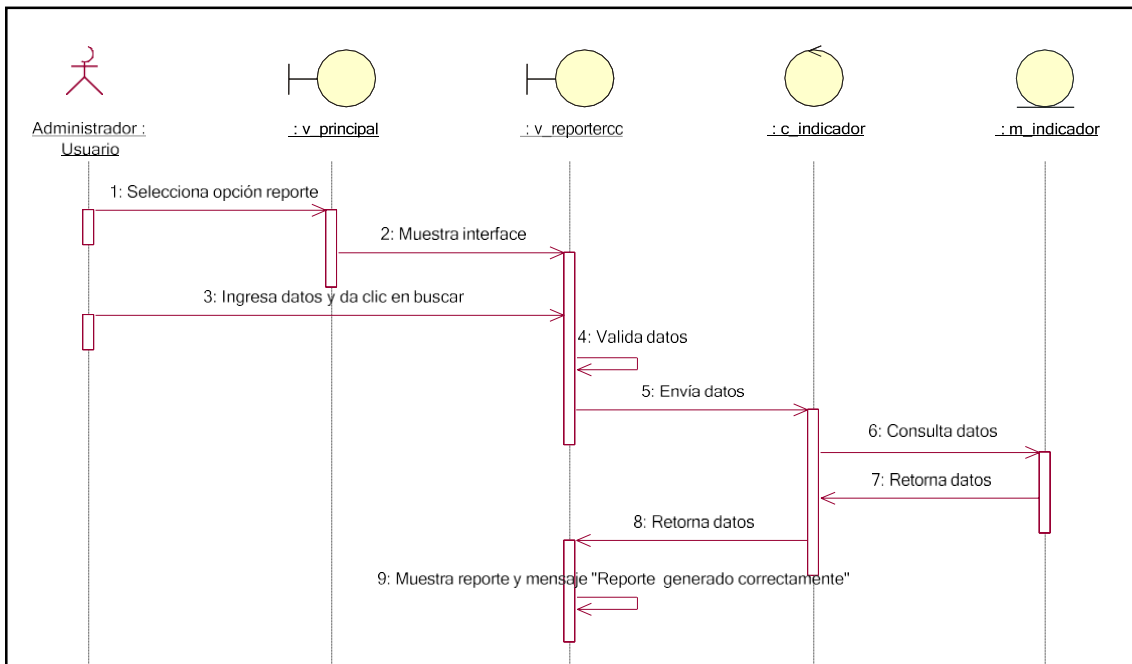 Administrador :
Usuario
: v_principal
: v_reportercc
: c_indicador
: m_indicador
1: Selecciona opción reporte
2: Muestra interface
3: Ingresa datos y da clic en buscar
4: Valida datos
5: Envía datos
6: Consulta datos
7: Retorna datos
8: Retorna datos
9: Muestra reporte y mensaje "Reporte generado correctamente"